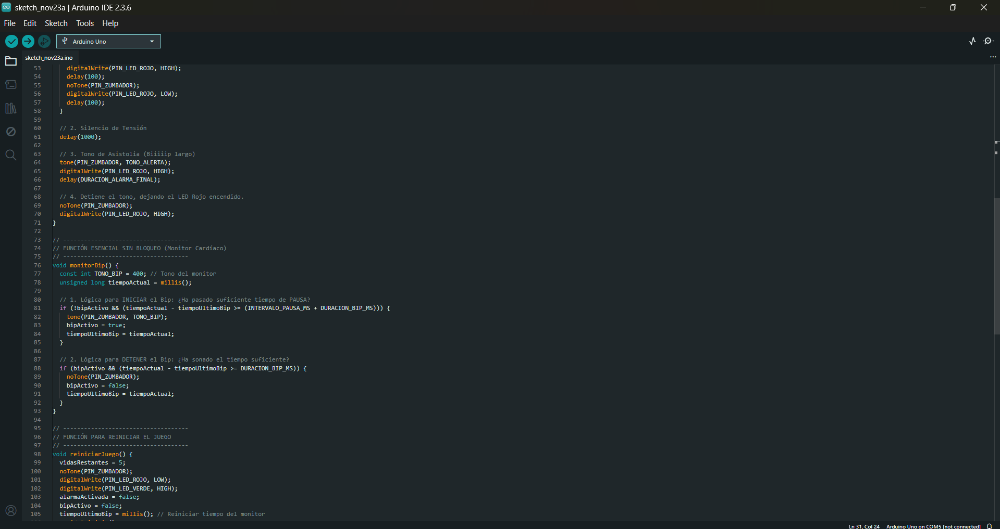 sketch_nov23a | Arduino IDE 2.3.6
File Edit Sketch Tools Help
Arduino Uno
sketch_nov23a.ino
53 digitalWrite(PIN_LED_ROJO, HIGH);
54 delay(100);
55 noTone(PIN_ZUMBADOR);
56 digitalWrite(PIN_LED_ROJO, LOW);
57 delay(100);
58 }
59
60 // 2. Silencio de Tensión
61 delay(1000);
62
63 // 3. Tono de Asistolia (Biiiiip largo)
64 tone(PIN_ZUMBADOR, TONO_ALERTA);
65 digitalWrite(PIN_LED_ROJO, HIGH);
66 delay(DURACION_ALARMA_FINAL);
67
68 // 4. Detiene el tono, dejando el LED Rojo encendido.
69 noTone(PIN_ZUMBADOR);
70 digitalWrite(PIN_LED_ROJO, HIGH);
71 }
72
73 // ------------------------------------
74 // FUNCIÓN ESENCIAL SIN BLOQUEO (Monitor Cardíaco)
75 // ------------------------------------
76 void monitorBip() {
77 const int TONO_BIP = 400; // Tono del monitor
78 unsigned long tiempoActual = millis();
79
80 // 1. Lógica para INICIAR el Bip: ¿Ha pasado suficiente tiempo de PAUSA?
81 if (!bipActivo && (tiempoActual - tiempoUltimoBip >= (INTERVALO_PAUSA_MS + DURACION_BIP_MS))) {
82 tone(PIN_ZUMBADOR, TONO_BIP);
83 bipActivo = true;
84 tiempoUltimoBip = tiempoActual;
85 }
86
87 // 2. Lógica para DETENER el Bip: ¿Ha sonado el tiempo suficiente?
88 if (bipActivo && (tiempoActual - tiempoUltimoBip >= DURACION_BIP_MS)) {
89 noTone(PIN_ZUMBADOR);
90 bipActivo = false;
91 tiempoUltimoBip = tiempoActual;
92 }
93 }
94
95 // ------------------------------------
96 // FUNCIÓN PARA REINICIAR EL JUEGO
97 // ------------------------------------
98 void reiniciarJuego() {
99 vidasRestantes = 5;
100 noTone(PIN_ZUMBADOR);
101 digitalWrite(PIN_LED_ROJO, LOW);
102 digitalWrite(PIN_LED_VERDE, HIGH);
103 alarmaActivada = false;
104 bipActivo = false;
105 tiempoUltimoBip = millis(); // Reiniciar tiempo del monitor
Ln 31, Col 24 Arduino Uno on COM5 [not connected]